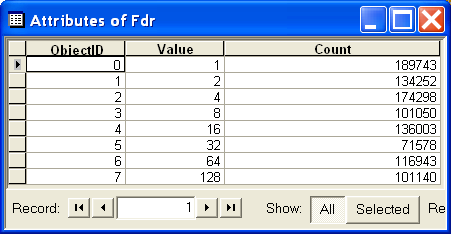 Attributes of Fdr
ObjectID Value Count
0 1 189743
1 2 134252
2 4 174298
3 8 101050
4 16 136003
5 32 71578
6 64 116943
7 128 101140
Record: 1 Show: All Selected Re